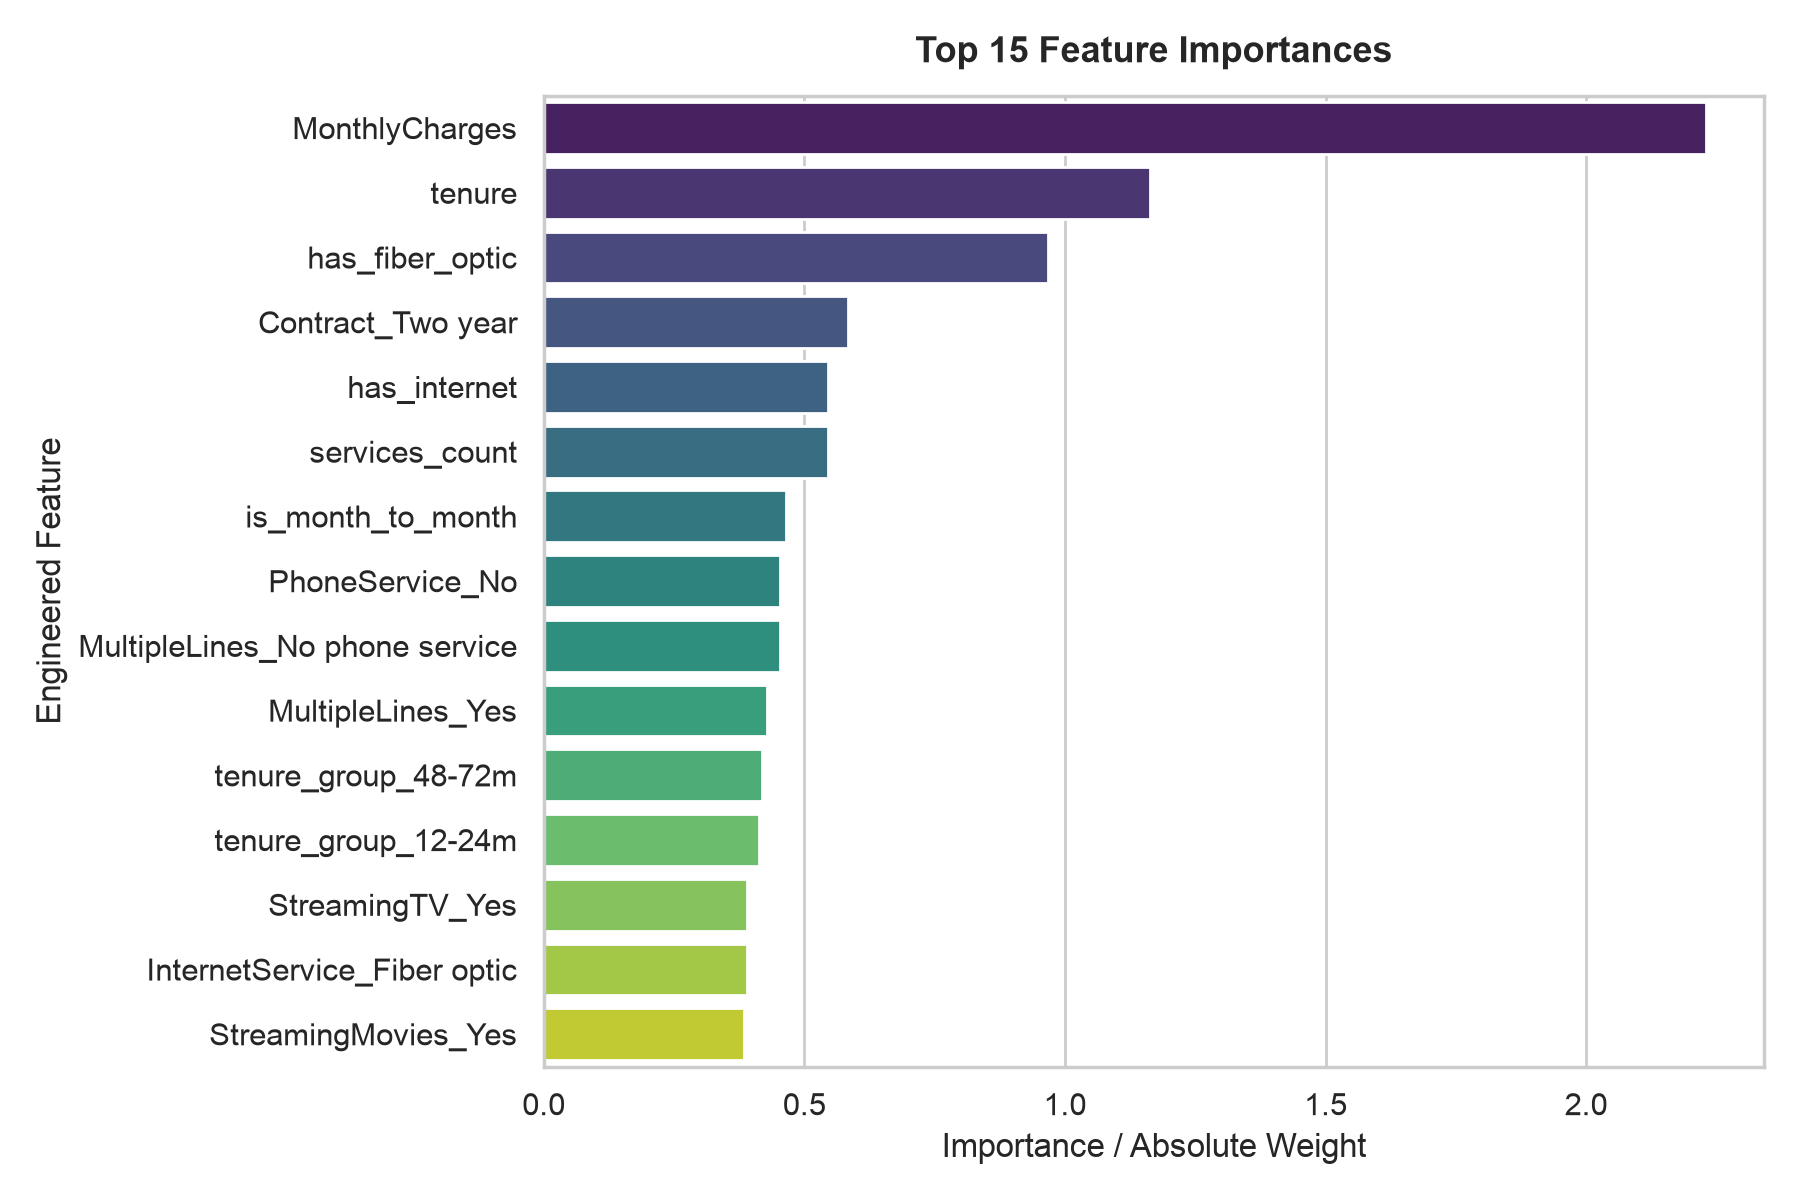 Top 15 Feature Importances
Engineered Feature
MonthlyCharges
tenure
has_fiber_optic
Contract_Two year
has_internet
services_count
is_month_to_month
PhoneService_No
MultipleLines_No phone service
MultipleLines_Yes
tenure_group_48-72m
tenure_group_12-24m
StreamingTV_Yes
InternetService_Fiber optic
StreamingMovies_Yes
0.0 0.5 1.0 1.5 2.0
Importance / Absolute Weight